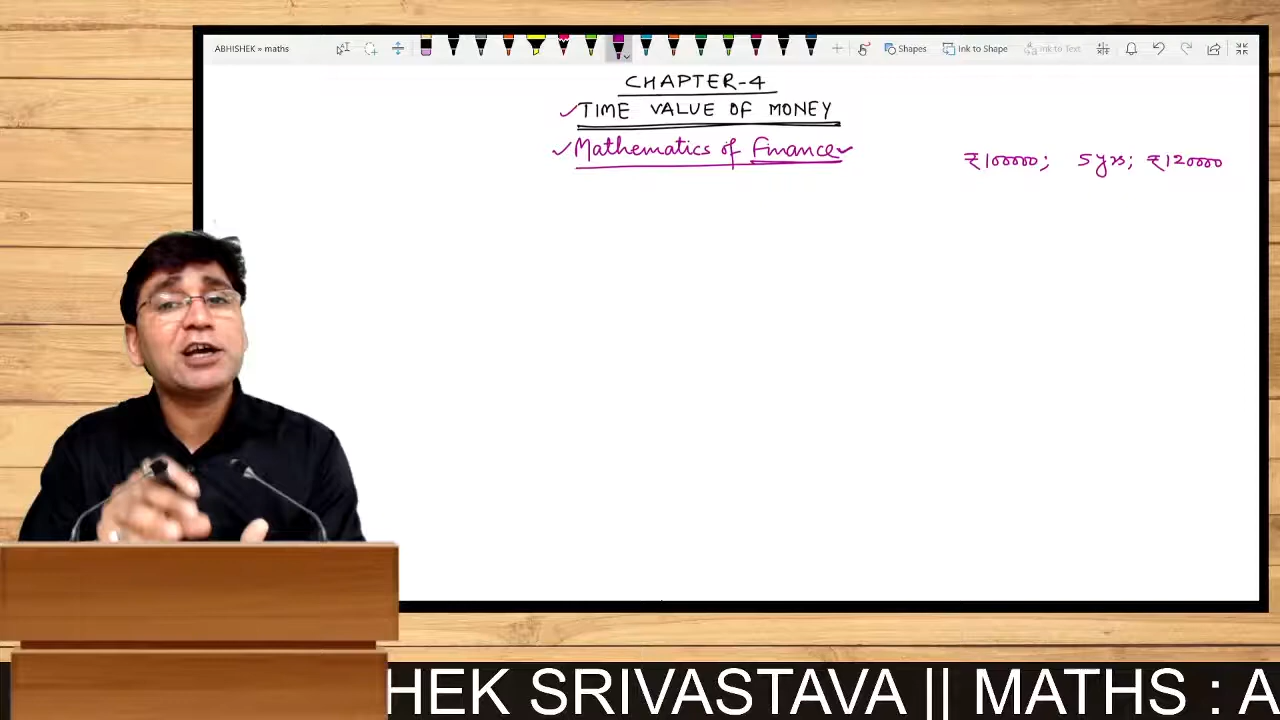 ABHISHEK » maths
Shapes
Ink to Shape
Ink to Text
CHAPTER-4
TIME VALUE OF MONEY
Mathematics of Finance
₹100000; 5yrs; ₹120000
HEK SRIVASTAVA || MATHS : A